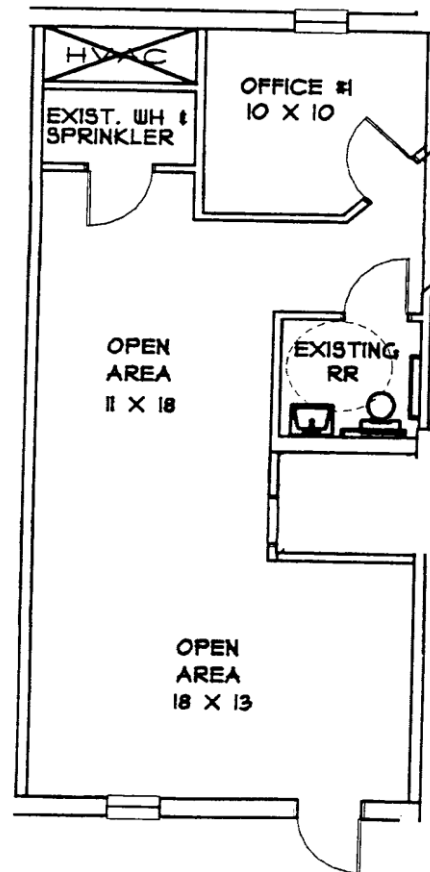 HVAC
OFFICE #1
10 X 10
EXIST. WH &
SPRINKLER
OPEN
AREA
11 X 18
EXISTING
RR
OPEN
AREA
18 X 13